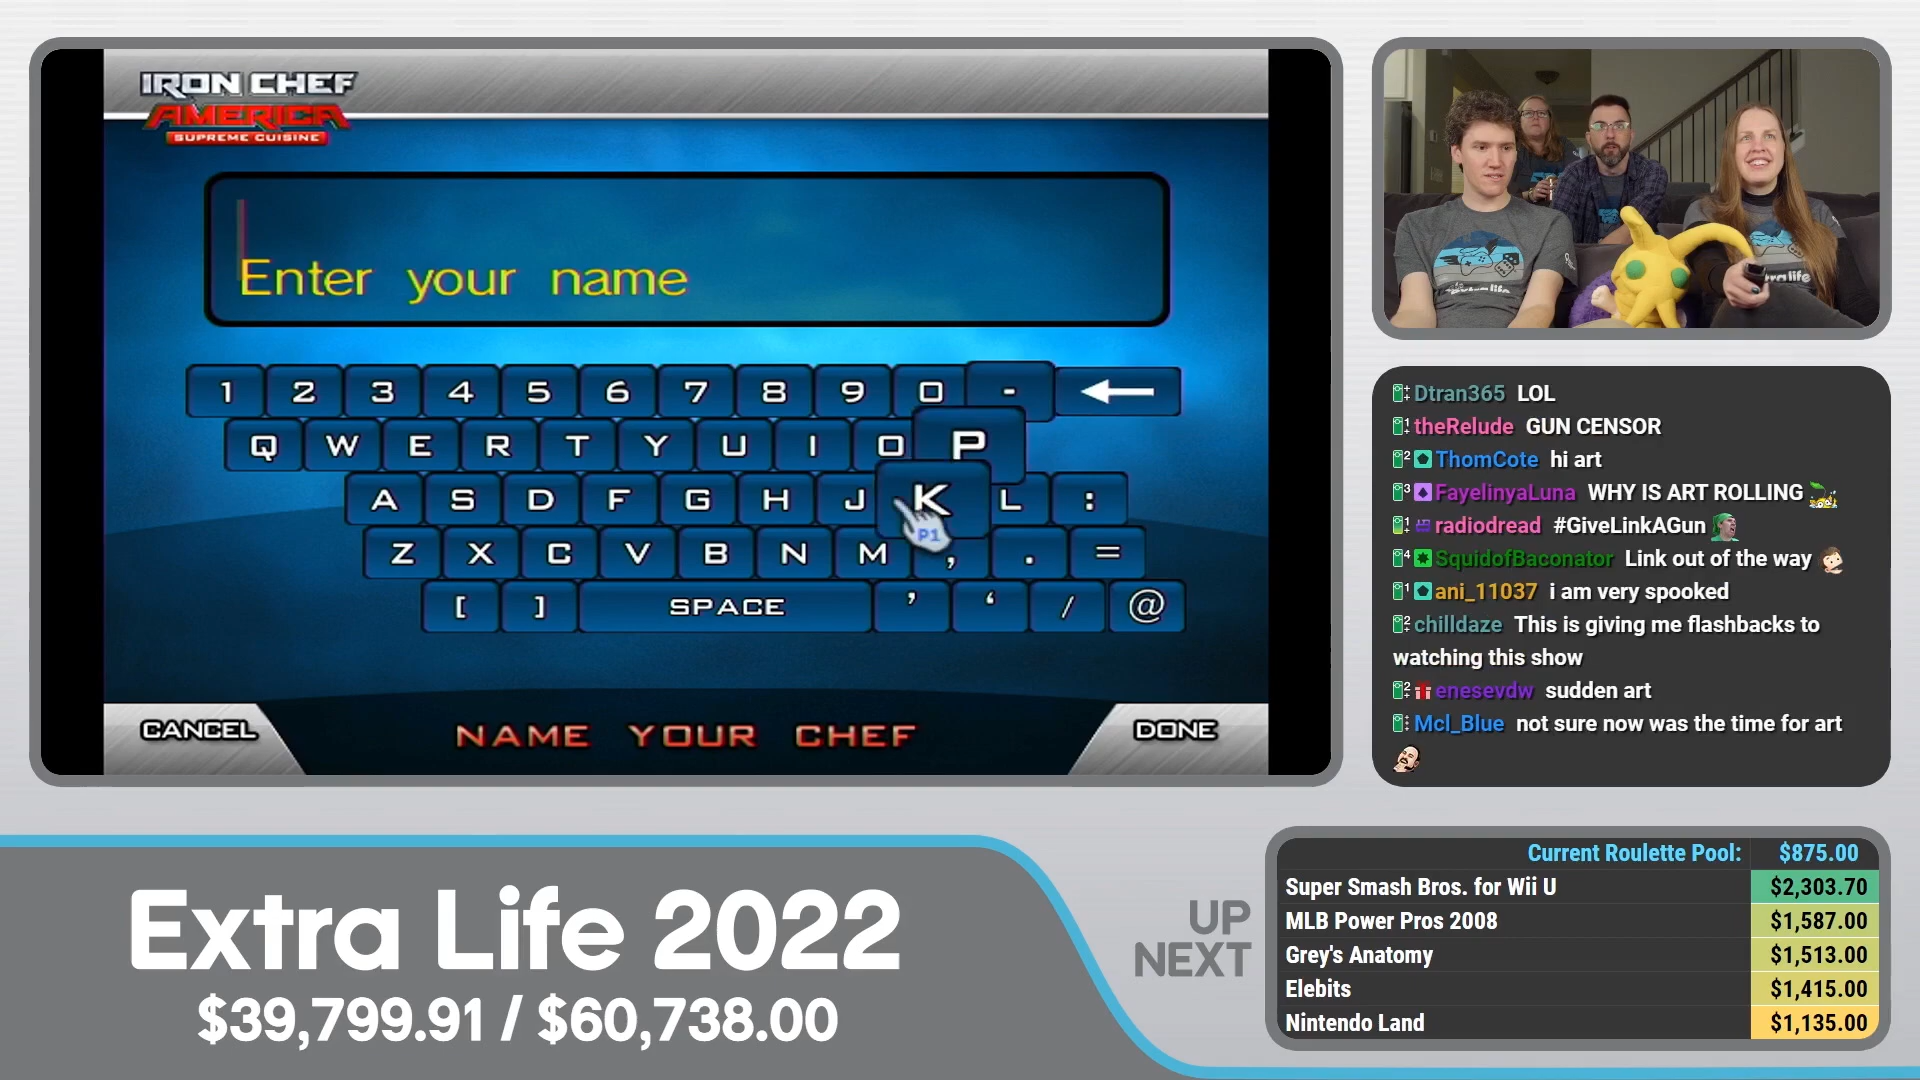 IRON CHEF
AMERICA
SUPREME CUISINE
Enter your name
1 2 3 4 5 6 7 8 9 0 -
Q W E R T Y U I O P
A S D F G H J K L :
P1
Z X C V B N M , . =
[ ] SPACE ’ ‘ / @
CANCEL
NAME YOUR CHEF
DONE
Dtran365 LOL
theRelude GUN CENSOR
ThomCote hi art
FayelinyaLuna WHY IS ART ROLLING
radiodread #GiveLinkAGun
SquidofBaconator Link out of the way
ani_11037 i am very spooked
chilldaze This is giving me flashbacks to
watching this show
enesevdw sudden art
Mcl_Blue not sure now was the time for art
Extra Life 2022
$39,799.91 / $60,738.00
UP
NEXT
Current Roulette Pool: $875.00
Super Smash Bros. for Wii U $2,303.70
MLB Power Pros 2008 $1,587.00
Grey's Anatomy $1,513.00
Elebits $1,415.00
Nintendo Land $1,135.00